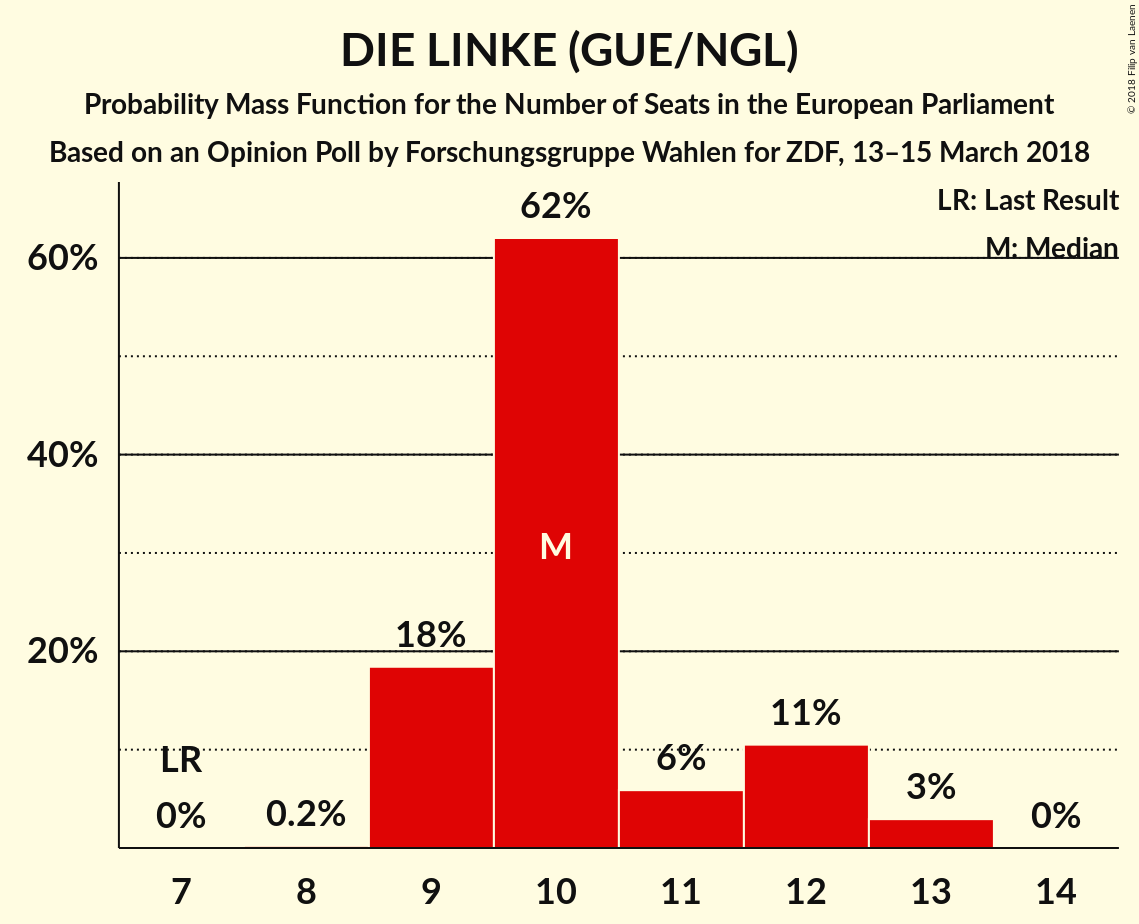 DIE LINKE (GUE/NGL)
Probability Mass Function for the Number of Seats in the European Parliament
Based on an Opinion Poll by Forschungsgruppe Wahlen for ZDF, 13–15 March 2018
© 2018 Filip van Laenen
LR: Last Result
M: Median
62%
60%
M
40%
18%
20%
11%
LR
6%
3%
0%
0.2%
0%
7 8 9 10 11 12 13 14